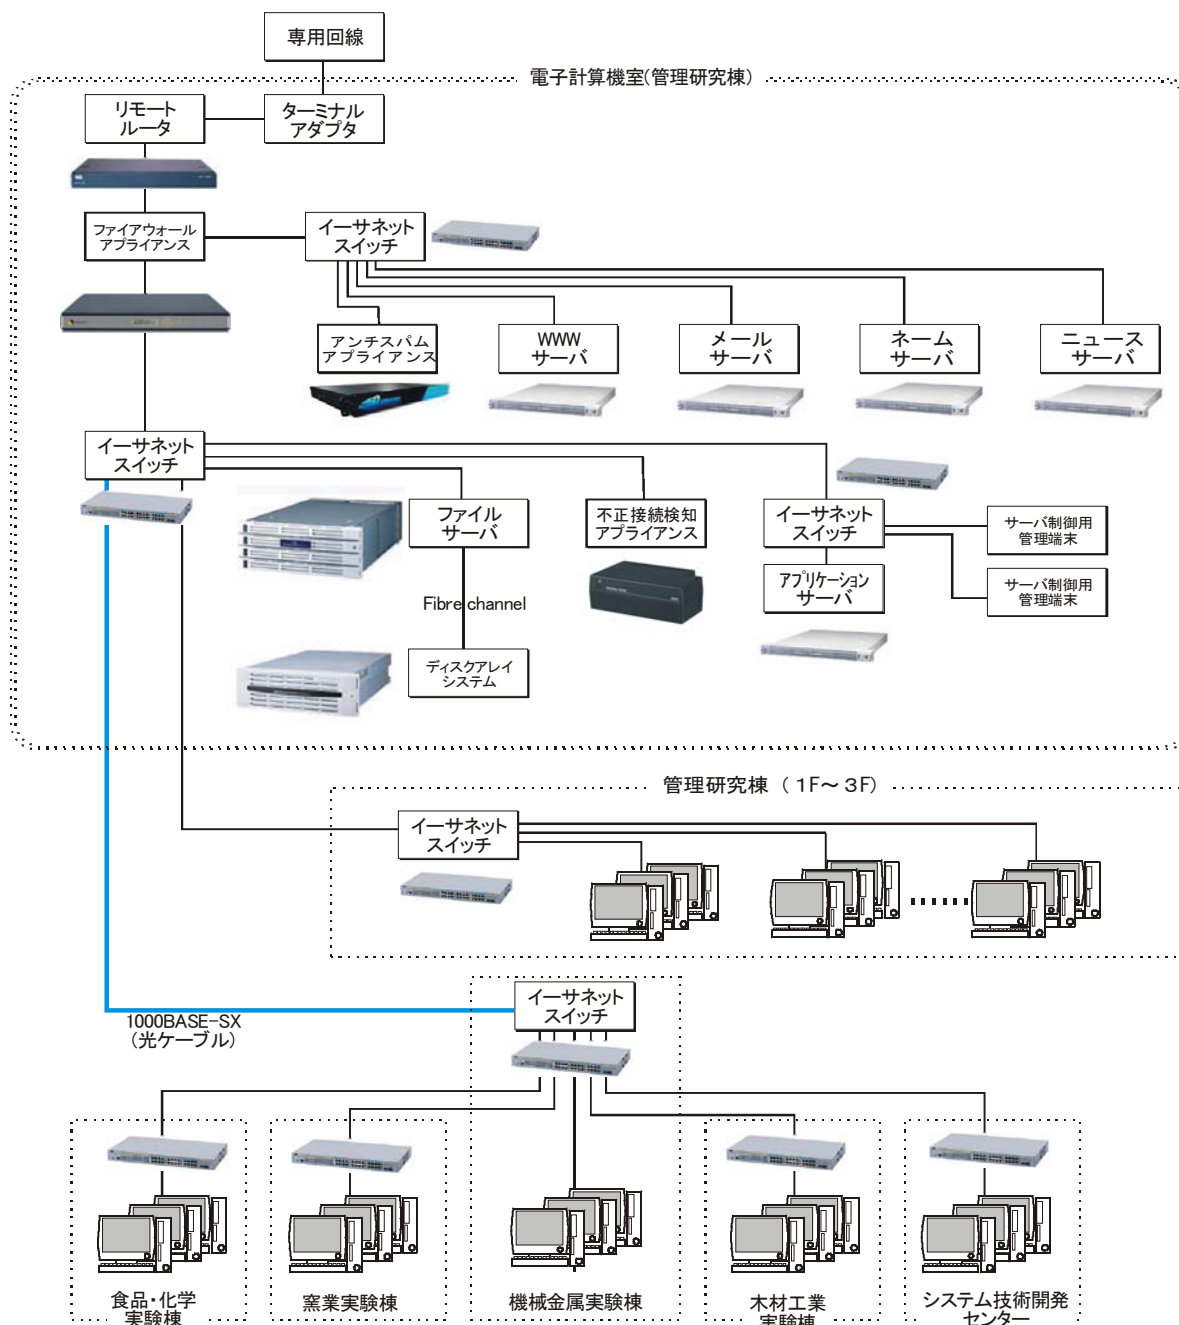 専用回線
電子計算機室(管理研究棟)
リモート
ルータ
ターミナル
アダプタ
ファイアウォール
アプライアンス
イーサネット
スイッチ
アンチスパム
アプライアンス
WWW
サーバ
メール
サーバ
ネーム
サーバ
ニュース
サーバ
イーサネット
スイッチ
ファイル
サーバ
不正接続検知
アプライアンス
イーサネット
スイッチ
サーバ制御用
管理端末
アプリケーション
サーバ
サーバ制御用
管理端末
Fibre channel
ディスクアレイ
システム
管理研究棟 ( 1F～3F)
イーサネット
スイッチ
イーサネット
スイッチ
1000BASE-SX
(光ケーブル)
食品・化学
実験棟
窯業実験棟
機械金属実験棟
木材工業
実験棟
システム技術開発
センター